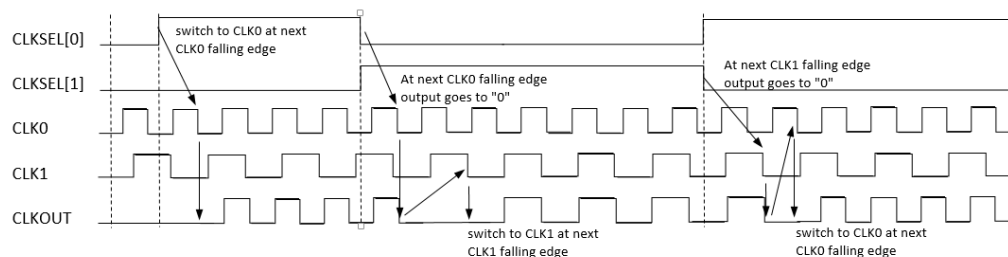 CLKSEL[0]
switch to CLK0 at next
CLK0 falling edge
CLKSEL[1]
At next CLK0 falling edge
output goes to "0"
At next CLK1 falling edge
output goes to "0"
CLK0
CLK1
CLKOUT
switch to CLK1 at next
CLK1 falling edge
switch to CLK0 at next
CLK0 falling edge